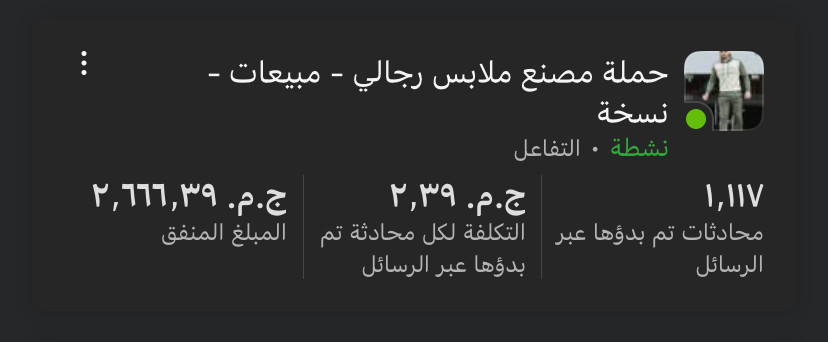 حملة مصنع ملابس رجالي - مبيعات -
نسخة
نشطة • التفاعل
١,١١٧
محادثات تم بدؤها عبر
الرسائل
ج.م. ٢,٣٩
التكلفة لكل محادثة تم
بدؤها عبر الرسائل
ج.م. ٢,٦٦٦,٣٩
المبلغ المنفق